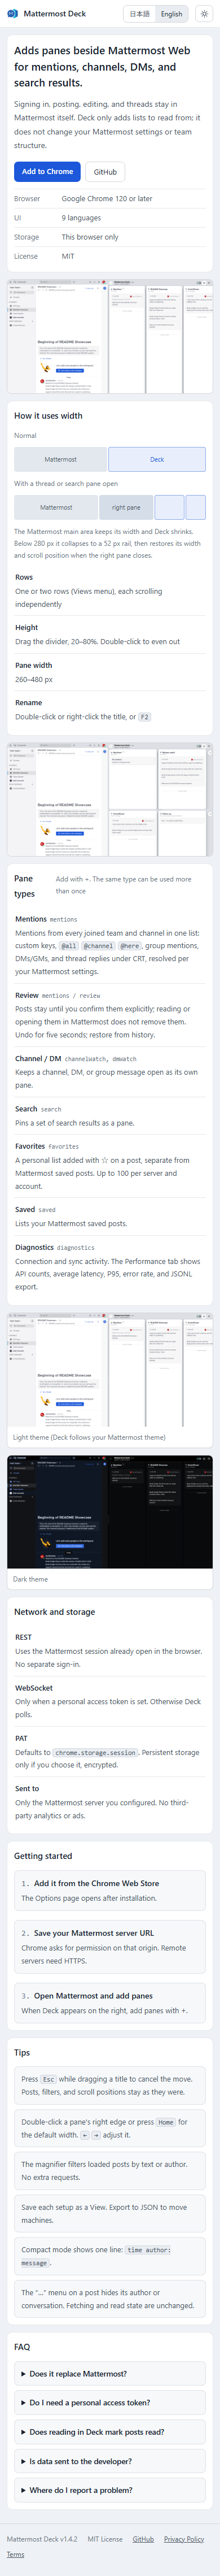 Mattermost Deck
日本語
English
Adds panes beside Mattermost Web
for mentions, channels, DMs, and
search results.
Signing in, posting, editing, and threads stay in
Mattermost itself. Deck only adds lists to read from; it
does not change your Mattermost settings or team
structure.
Add to Chrome
GitHub
Browser Google Chrome 120 or later
UI 9 languages
Storage This browser only
License MIT
Beginning of README Showcase
How it uses width
Normal
Mattermost
Deck
With a thread or search pane open
Mattermost
right pane
The Mattermost main area keeps its width and Deck shrinks.
Below 280 px it collapses to a 52 px rail, then restores its width
and scroll position when the right pane closes.
Rows
One or two rows (Views menu), each scrolling
independently
Height
Drag the divider, 20–80%. Double-click to even out
Pane width
260–480 px
Rename
Double-click or right-click the title, or F2
Beginning of README Showcase
Pane
types
Add with +. The same type can be used more
than once
Mentions mentions
Mentions from every joined team and channel in one list:
custom keys, @all @channel @here, group mentions,
DMs/GMs, and thread replies under CRT, resolved per
your Mattermost settings.
Review mentions / review
Posts stay until you confirm them explicitly; reading or
opening them in Mattermost does not remove them.
Undo for five seconds; restore from history.
Channel / DM channelwatch, dmwatch
Keeps a channel, DM, or group message open as its own
pane.
Search search
Pins a set of search results as a pane.
Favorites favorites
A personal list added with ☆ on a post, separate from
Mattermost saved posts. Up to 100 per server and
account.
Saved saved
Lists your Mattermost saved posts.
Diagnostics diagnostics
Connection and sync activity. The Performance tab shows
API counts, average latency, P95, error rate, and JSONL
export.
Beginning of README Showcase
Light theme (Deck follows your Mattermost theme)
Beginning of README Showcase
Dark theme
Network and storage
REST
Uses the Mattermost session already open in the browser.
No separate sign-in.
WebSocket
Only when a personal access token is set. Otherwise Deck
polls.
PAT
Defaults to chrome.storage.session. Persistent storage
only if you choose it, encrypted.
Sent to
Only the Mattermost server you configured. No third-
party analytics or ads.
Getting started
1. Add it from the Chrome Web Store
The Options page opens after installation.
2. Save your Mattermost server URL
Chrome asks for permission on that origin. Remote
servers need HTTPS.
3. Open Mattermost and add panes
When Deck appears on the right, add panes with +.
Tips
Press Esc while dragging a title to cancel the move.
Posts, filters, and scroll positions stay as they were.
Double-click a pane's right edge or press Home for
the default width. ← → adjust it.
The magnifier filters loaded posts by text or author.
No extra requests.
Save each setup as a View. Export to JSON to move
machines.
Compact mode shows one line: time author:
message.
The "…" menu on a post hides its author or
conversation. Fetching and read state are unchanged.
FAQ
Does it replace Mattermost?
Do I need a personal access token?
Does reading in Deck mark posts read?
Is data sent to the developer?
Where do I report a problem?
Mattermost Deck v1.4.2 MIT License GitHub Privacy Policy
Terms